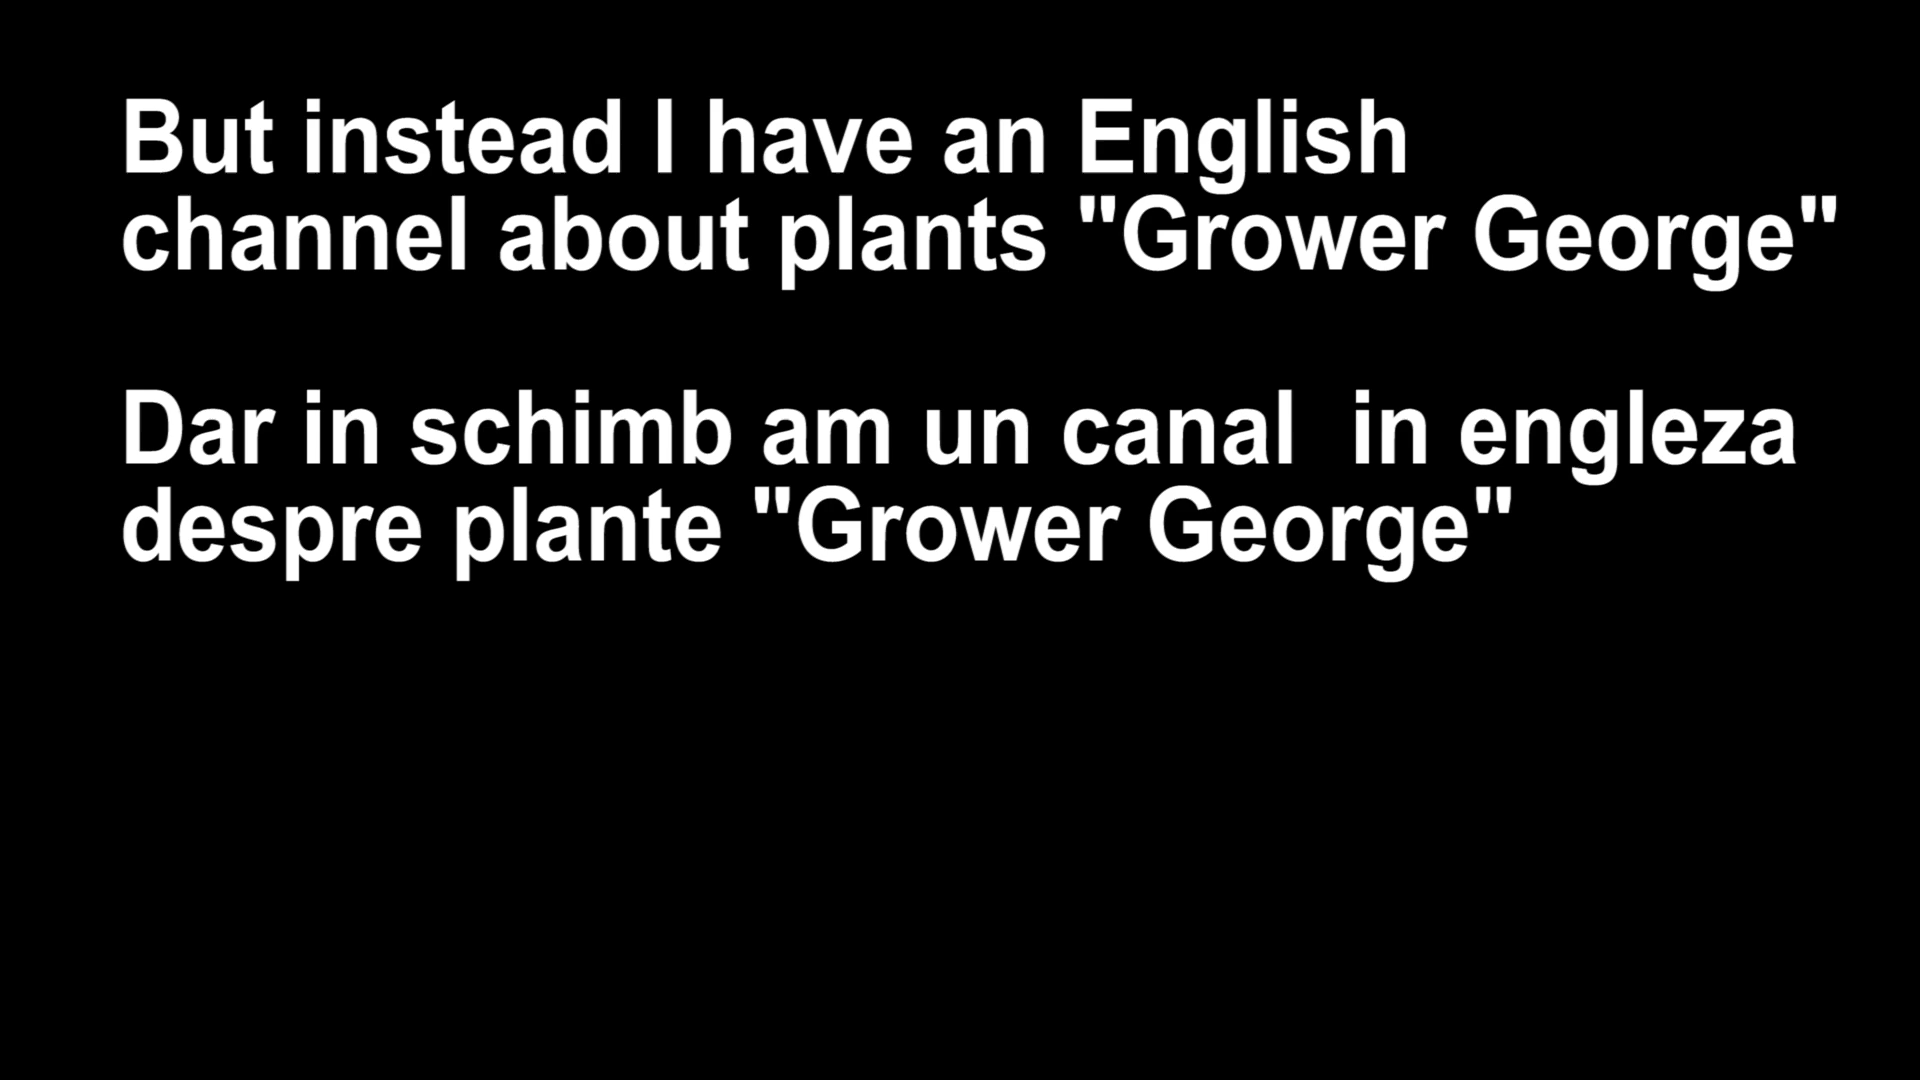 But instead I have an English
channel about plants "Grower George"
Dar in schimb am un canal  in engleza
despre plante "Grower George"